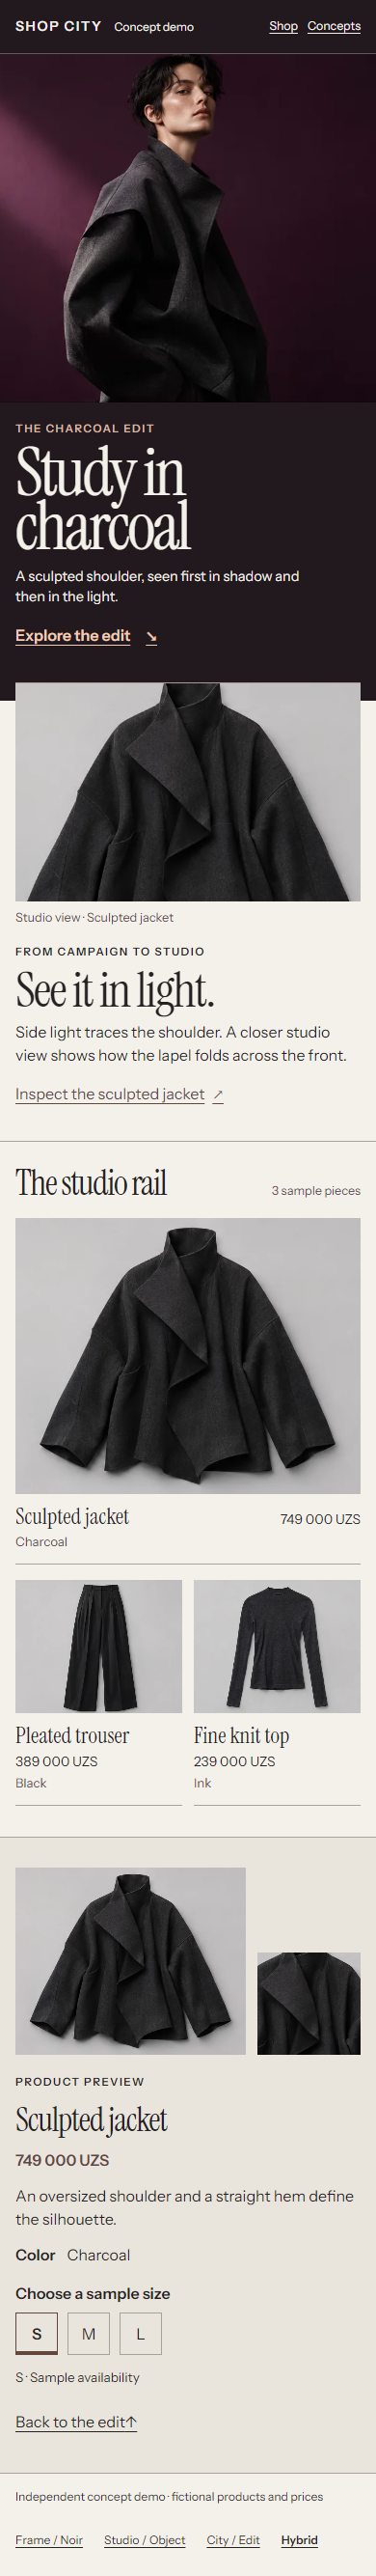 SHOP CITY Concept demo Shop Concepts
THE CHARCOAL EDIT
Study in
charcoal
A sculpted shoulder, seen first in shadow and
then in the light.
Explore the edit ↘
Studio view · Sculpted jacket
FROM CAMPAIGN TO STUDIO
See it in light.
Side light traces the shoulder. A closer studio
view shows how the lapel folds across the front.
Inspect the sculpted jacket ↗
The studio rail 3 sample pieces
Sculpted jacket 749 000 UZS
Charcoal
Pleated trouser
389 000 UZS
Black
Fine knit top
239 000 UZS
Ink
PRODUCT PREVIEW
Sculpted jacket
749 000 UZS
An oversized shoulder and a straight hem define
the silhouette.
Color Charcoal
Choose a sample size
S M L
S · Sample availability
Back to the edit↑
Independent concept demo · fictional products and prices
Frame / Noir Studio / Object City / Edit Hybrid